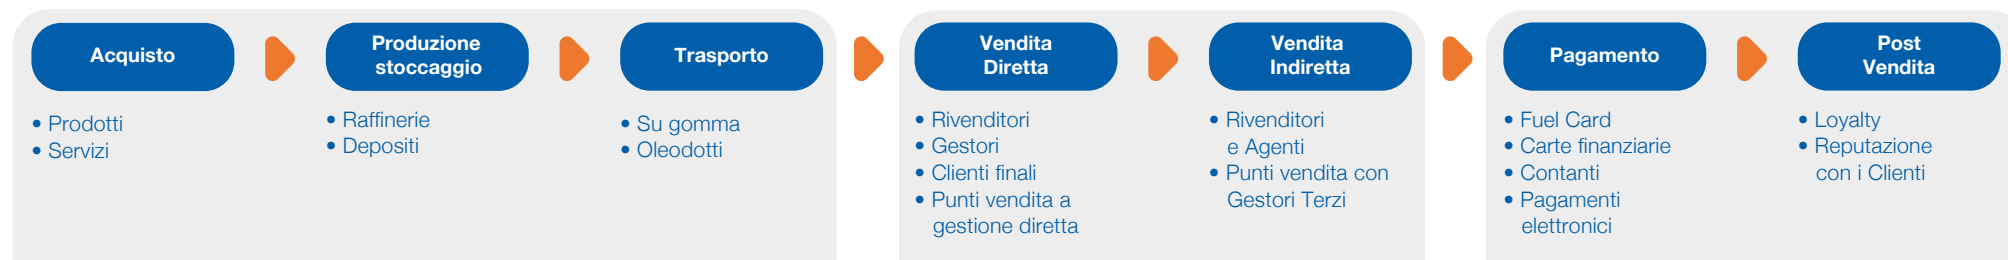 Acquisto
• Prodotti
• Servizi
Produzione
stoccaggio
• Raffinerie
• Depositi
Trasporto
• Su gomma
• Oleodotti
Vendita
Diretta
• Rivenditori
• Gestori
• Clienti finali
• Punti vendita a
gestione diretta
Vendita
Indiretta
• Rivenditori
e Agenti
• Punti vendita con
Gestori Terzi
Pagamento
• Fuel Card
• Carte finanziarie
• Contanti
• Pagamenti
elettronici
Post
Vendita
• Loyalty
• Reputazione
con i Clienti